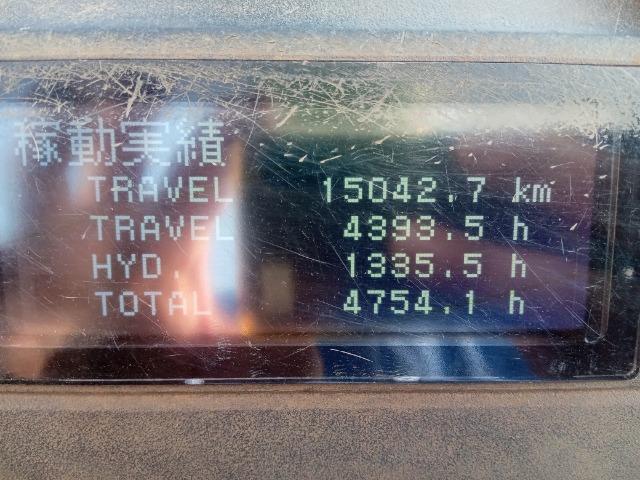 稼動実績
TRAVEL 15042.7 km
TRAVEL 4393.5 h
HYD. 1335.5 h
TOTAL 4754.1 h